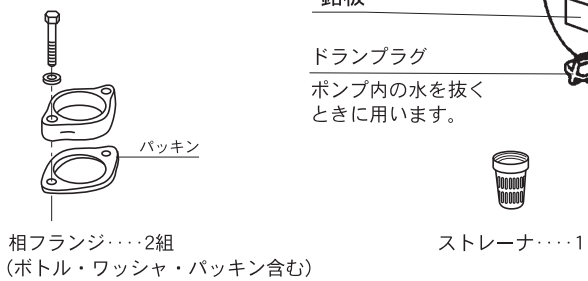 銘板
ドランプラグ
ポンプ内の水を抜く
ときに用います。
パッキン
相フランジ････2組
(ボトル・ワッシャ・パッキン含む)
ストレーナ････1